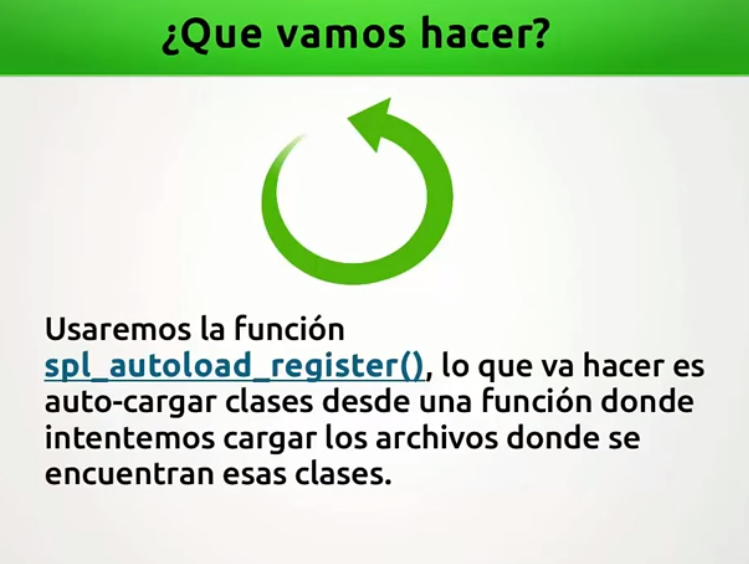 ¿Que vamos hacer?
Usaremos la función
spl_autoload_register(), lo que va hacer es
auto-cargar clases desde una función donde
intentemos cargar los archivos donde se
encuentran esas clases.